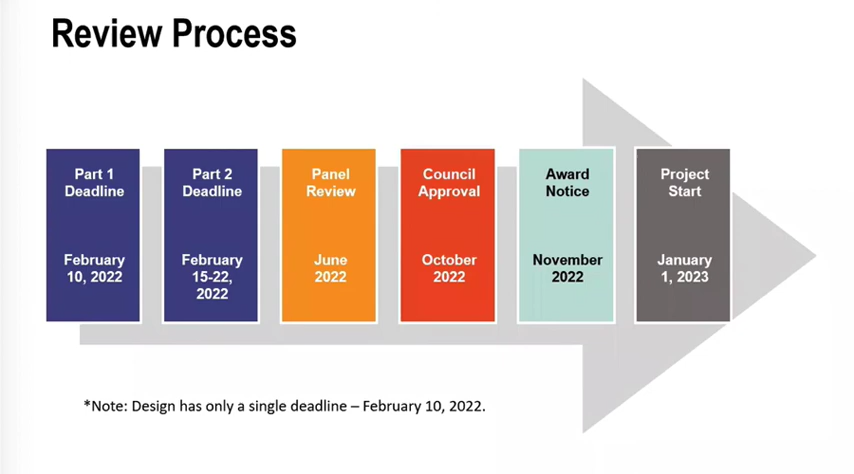 Review Process
Part 1
Deadline
February
10, 2022
Part 2
Deadline
February
15-22,
2022
Panel
Review
June
2022
Council
Approval
October
2022
Award
Notice
November
2022
Project
Start
January
1, 2023
*Note: Design has only a single deadline – February 10, 2022.